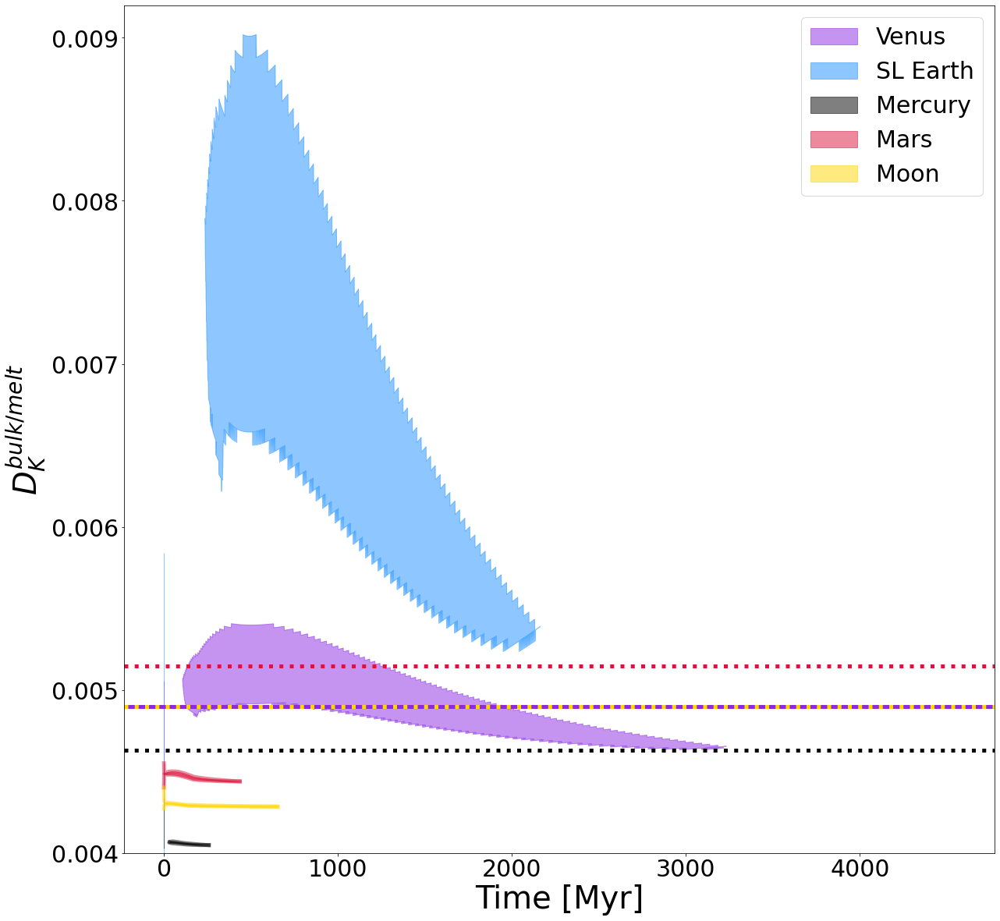 0.009
0.008
0.007
0.006
0.005
0.004
D_K^{bulk/melt}
Venus
SL Earth
Mercury
Mars
Moon
0 1000 2000 3000 4000
Time [Myr]